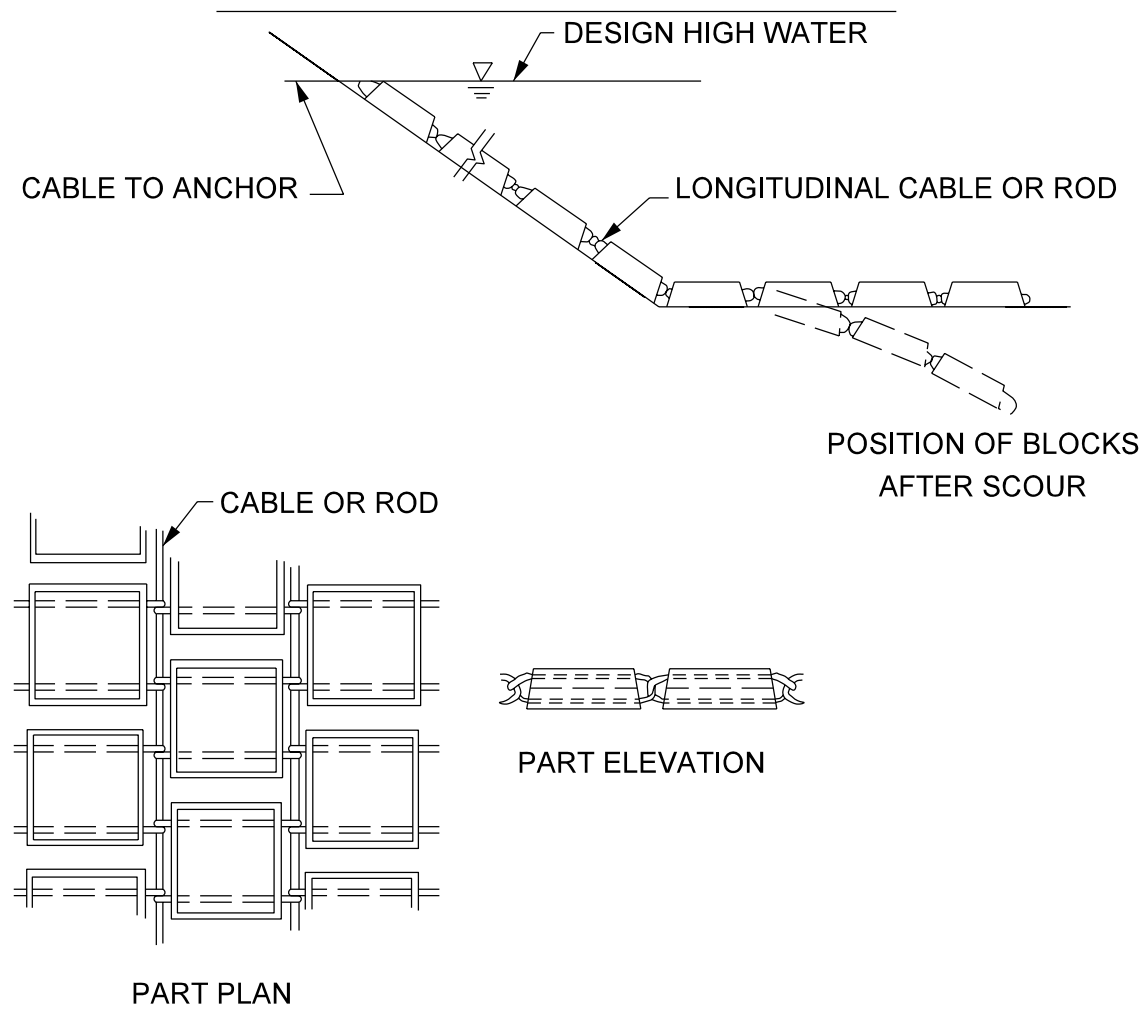 DESIGN HIGH WATER
CABLE TO ANCHOR
LONGITUDINAL CABLE OR ROD
POSITION OF BLOCKS
AFTER SCOUR
CABLE OR ROD
PART ELEVATION
PART PLAN